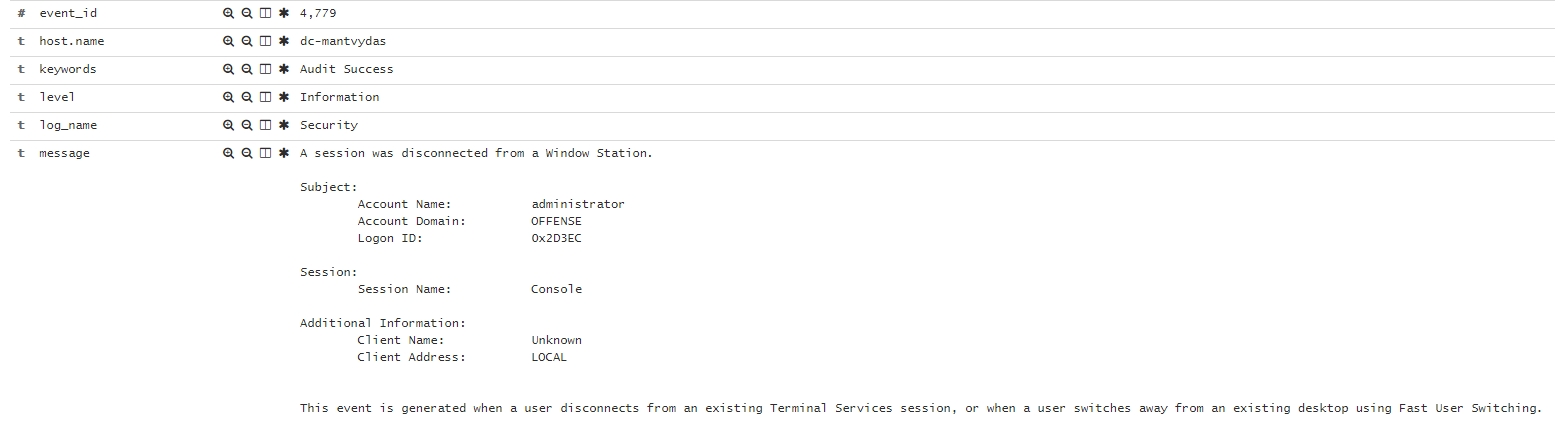 # event_id 4,779
t host.name dc-mantvydas
t keywords Audit Success
t level Information
t log_name Security
t message A session was disconnected from a Window Station.
Subject:
Account Name: administrator
Account Domain: OFFENSE
Logon ID: 0x2D3EC
Session:
Session Name: Console
Additional Information:
Client Name: Unknown
Client Address: LOCAL
This event is generated when a user disconnects from an existing Terminal Services session, or when a user switches away from an existing desktop using Fast User Switching.